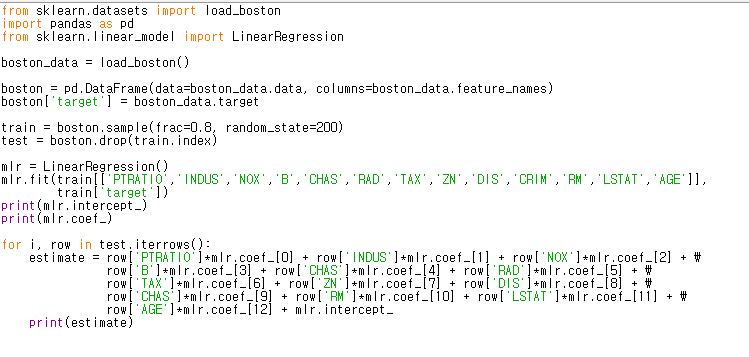 from sklearn.datasets import load_boston
import pandas as pd
from sklearn.linear_model import LinearRegression

boston_data = load_boston()

boston = pd.DataFrame(data=boston_data.data, columns=boston_data.feature_names)
boston['target'] = boston_data.target

train = boston.sample(frac=0.8, random_state=200)
test = boston.drop(train.index)

mlr = LinearRegression()
mlr.fit(train[['PTRATIO','INDUS','NOX','B','CHAS','RAD','TAX','ZN','DIS','CRIM','RM','LSTAT','AGE']],
        train['target'])
print(mlr.intercept_)
print(mlr.coef_)

for i, row in test.iterrows():
    estimate = row['PTRATIO']*mlr.coef_[0] + row['INDUS']*mlr.coef_[1] + row['NOX']*mlr.coef_[2] + ₩
               row['B']*mlr.coef_[3] + row['CHAS']*mlr.coef_[4] + row['RAD']*mlr.coef_[5] + ₩
               row['TAX']*mlr.coef_[6] + row['ZN']*mlr.coef_[7] + row['DIS']*mlr.coef_[8] + ₩
               row['CHAS']*mlr.coef_[9] + row['RM']*mlr.coef_[10] + row['LSTAT']*mlr.coef_[11] + ₩
               row['AGE']*mlr.coef_[12] + mlr.intercept_
    print(estimate)